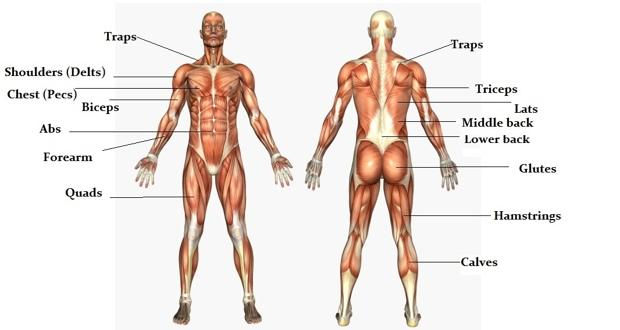 Traps
Shoulders (Delts)
Chest (Pecs)
Biceps
Abs
Forearm
Quads
Traps
Triceps
Lats
Middle back
Lower back
Glutes
Hamstrings
Calves